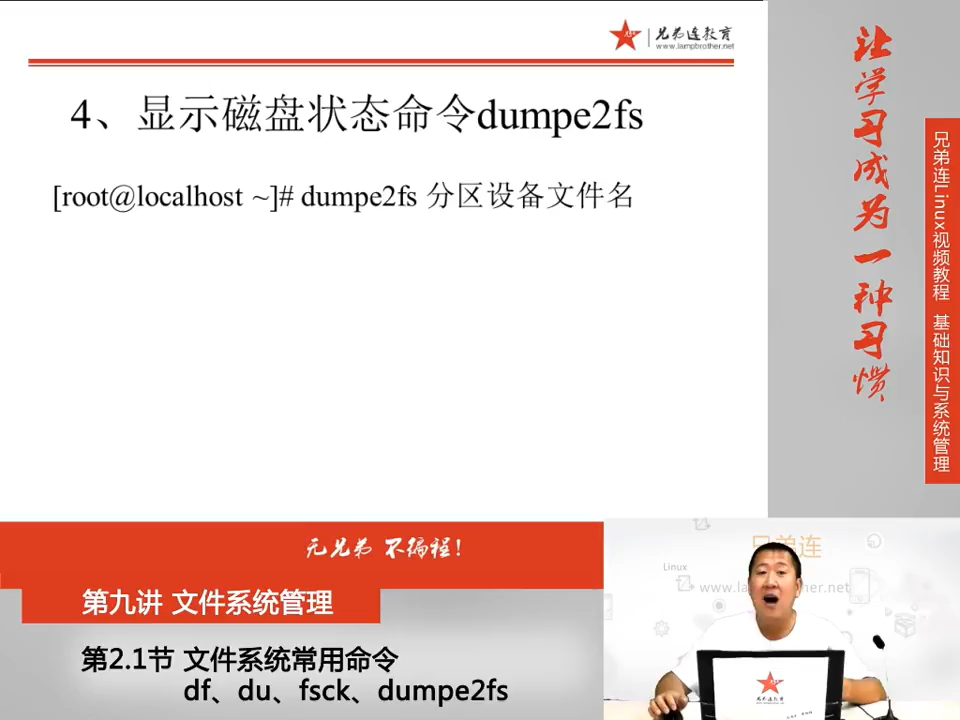 兄弟连教育
www.lampbrother.net
4、显示磁盘状态命令dumpe2fs
[root@localhost ~]# dumpe2fs 分区设备文件名
让学习成为一种习惯
兄弟连Linux视频教程 基础知识与系统管理
无兄弟 不编程!
第九讲 文件系统管理
第2.1节 文件系统常用命令
df、du、fsck、dumpe2fs
兄弟连
Linux